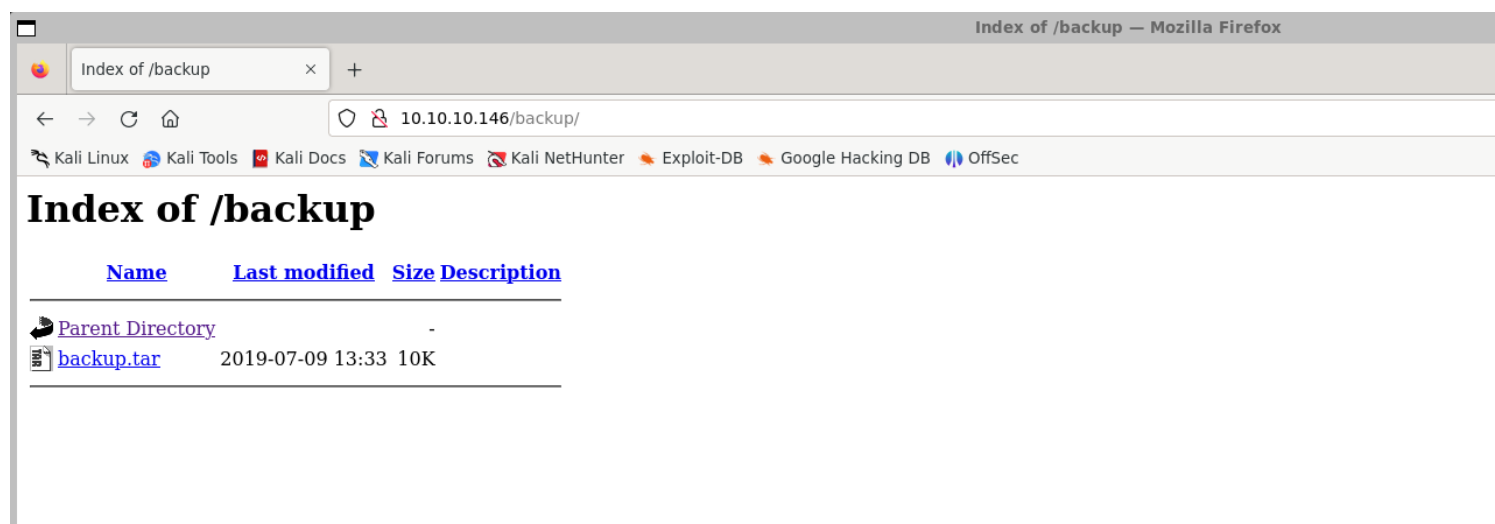 Index of /backup — Mozilla Firefox
Index of /backup
10.10.10.146/backup/
Kali Linux Kali Tools Kali Docs Kali Forums Kali NetHunter Exploit-DB Google Hacking DB OffSec
Index of /backup
Name Last modified Size Description
Parent Directory -
backup.tar 2019-07-09 13:33 10K